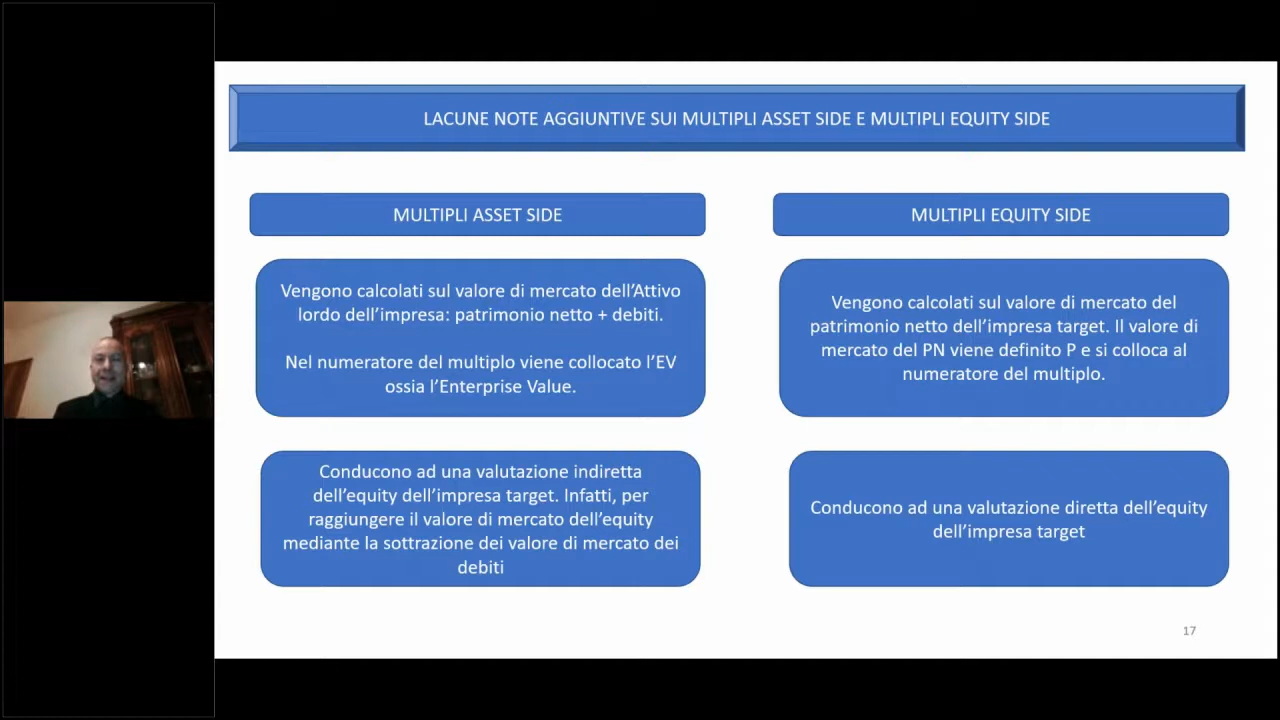 LACUNE NOTE AGGIUNTIVE SUI MULTIPLI ASSET SIDE E MULTIPLI EQUITY SIDE
MULTIPLI ASSET SIDE
Vengono calcolati sul valore di mercato dell’Attivo
lordo dell’impresa: patrimonio netto + debiti.
Nel numeratore del multiplo viene collocato l’EV
ossia l’Enterprise Value.
Conducono ad una valutazione indiretta
dell’equity dell’impresa target. Infatti, per
raggiungere il valore di mercato dell’equity
mediante la sottrazione dei valore di mercato dei
debiti
MULTIPLI EQUITY SIDE
Vengono calcolati sul valore di mercato del
patrimonio netto dell’impresa target. Il valore di
mercato del PN viene definito P e si colloca al
numeratore del multiplo.
Conducono ad una valutazione diretta dell’equity
dell’impresa target
17